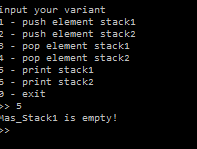 input your variant
1 - push element stack1
2 - push element stack2
3 - pop element stack1
4 - pop element stack2
5 - print stack1
6 - print stack2
0 - exit
>> 5
Mas_Stack1 is empty!
>>